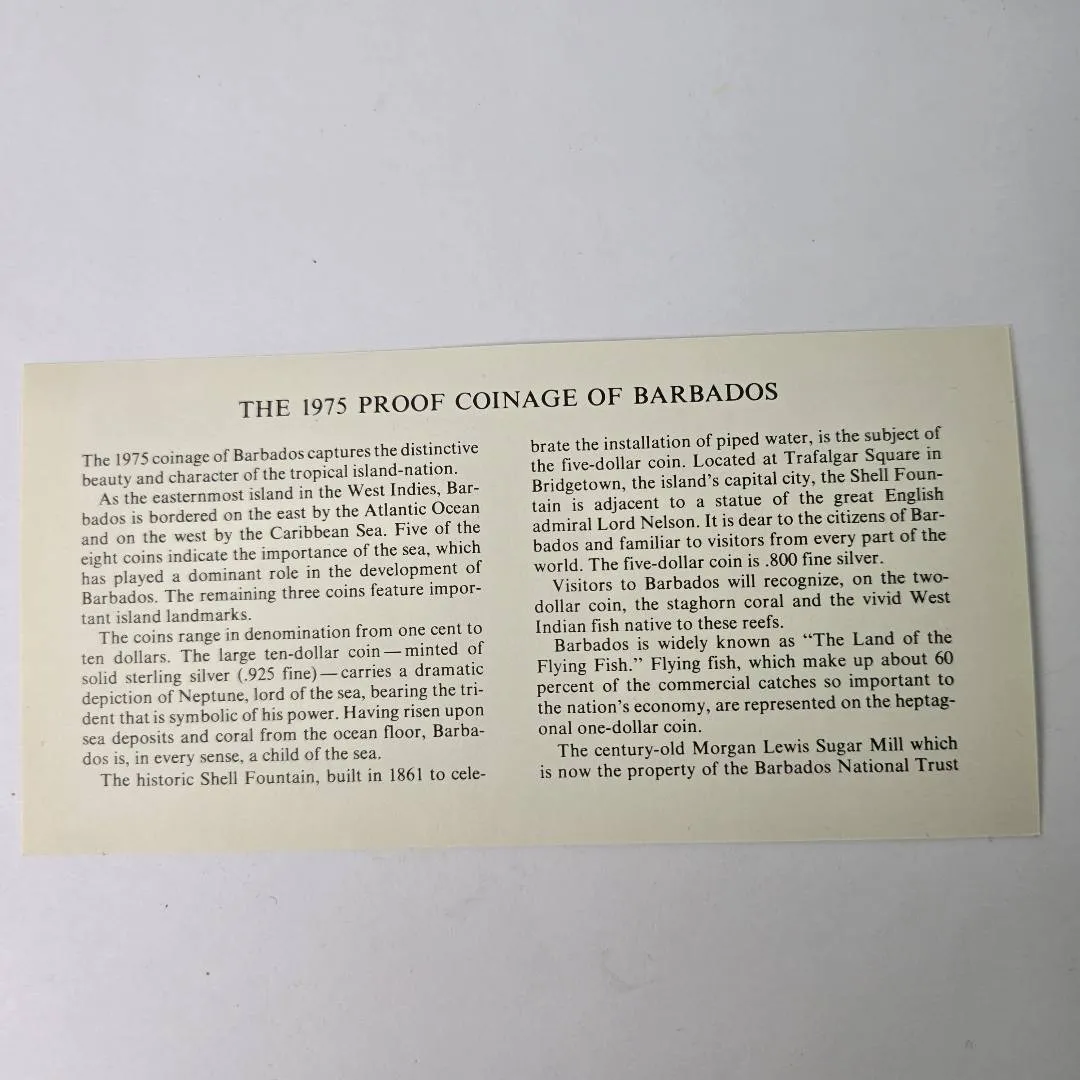 THE 1975 PROOF COINAGE OF BARBADOS
The 1975 coinage of Barbados captures the distinctive
beauty and character of the tropical island-nation.
As the easternmost island in the West Indies, Bar-
bados is bordered on the east by the Atlantic Ocean
and on the west by the Caribbean Sea. Five of the
eight coins indicate the importance of the sea, which
has played a dominant role in the development of
Barbados. The remaining three coins feature impor-
tant island landmarks.
The coins range in denomination from one cent to
ten dollars. The large ten-dollar coin — minted of
solid sterling silver (.925 fine) — carries a dramatic
depiction of Neptune, lord of the sea, bearing the tri-
dent that is symbolic of his power. Having risen upon
sea deposits and coral from the ocean floor, Barba-
dos is, in every sense, a child of the sea.
The historic Shell Fountain, built in 1861 to cele-
brate the installation of piped water, is the subject of
the five-dollar coin. Located at Trafalgar Square in
Bridgetown, the island's capital city, the Shell Foun-
tain is adjacent to a statue of the great English
admiral Lord Nelson. It is dear to the citizens of Bar-
bados and familiar to visitors from every part of the
world. The five-dollar coin is .800 fine silver.
Visitors to Barbados will recognize, on the two-
dollar coin, the staghorn coral and the vivid West
Indian fish native to these reefs.
Barbados is widely known as “The Land of the
Flying Fish.” Flying fish, which make up about 60
percent of the commercial catches so important to
the nation's economy, are represented on the heptag-
onal one-dollar coin.
The century-old Morgan Lewis Sugar Mill which
is now the property of the Barbados National Trust